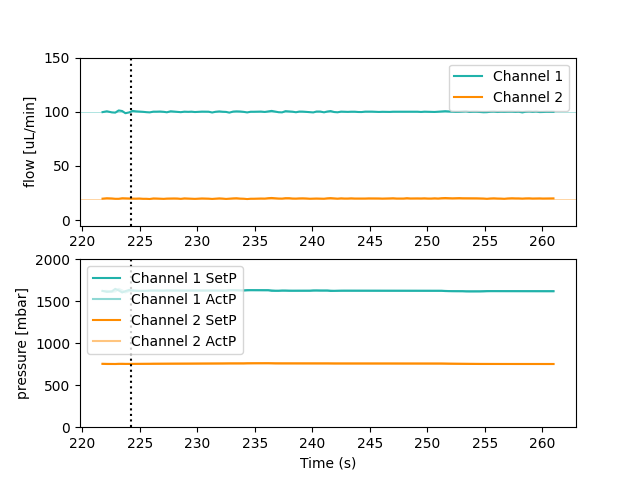 150
100
50
0
flow [uL/min]
Channel 1
Channel 2
220 225 230 235 240 245 250 255 260
2000
1500
1000
500
0
pressure [mbar]
Channel 1 SetP
Channel 1 ActP
Channel 2 SetP
Channel 2 ActP
220 225 230 235 240 245 250 255 260
Time (s)